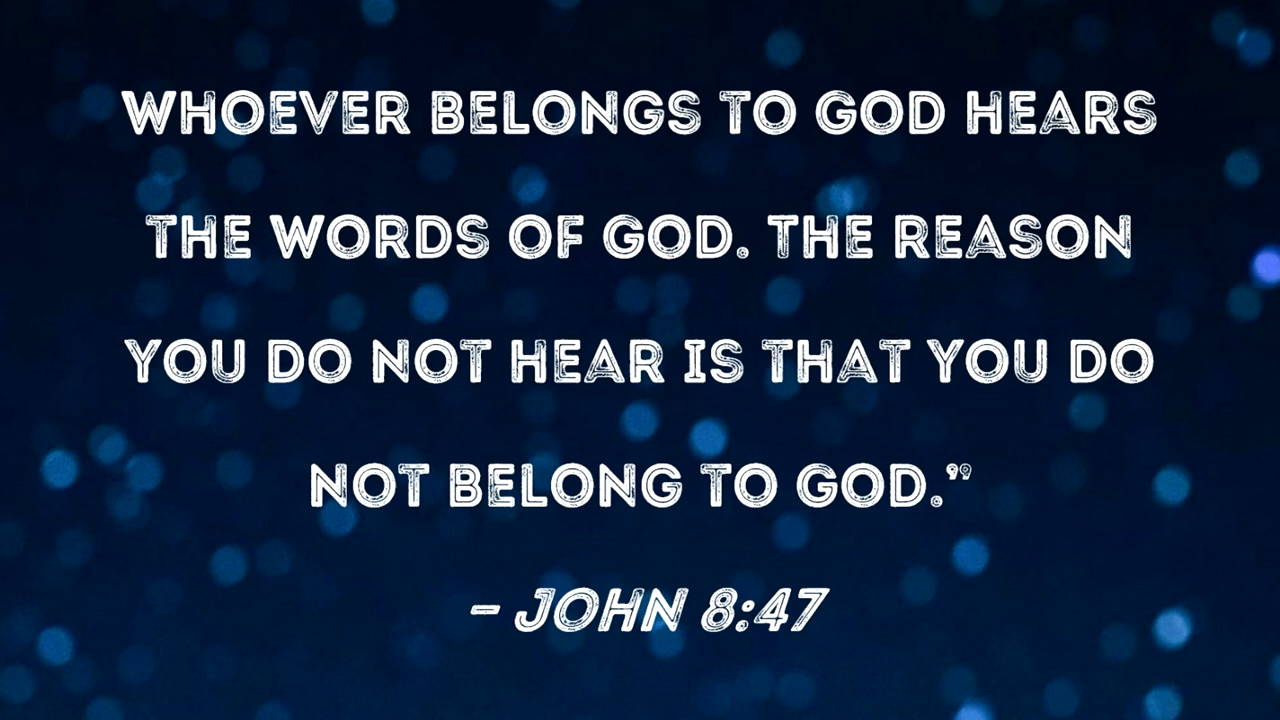 WHOEVER BELONGS TO GOD HEARS
THE WORDS OF GOD. THE REASON
YOU DO NOT HEAR IS THAT YOU DO
NOT BELONG TO GOD.”
– JOHN 8:47